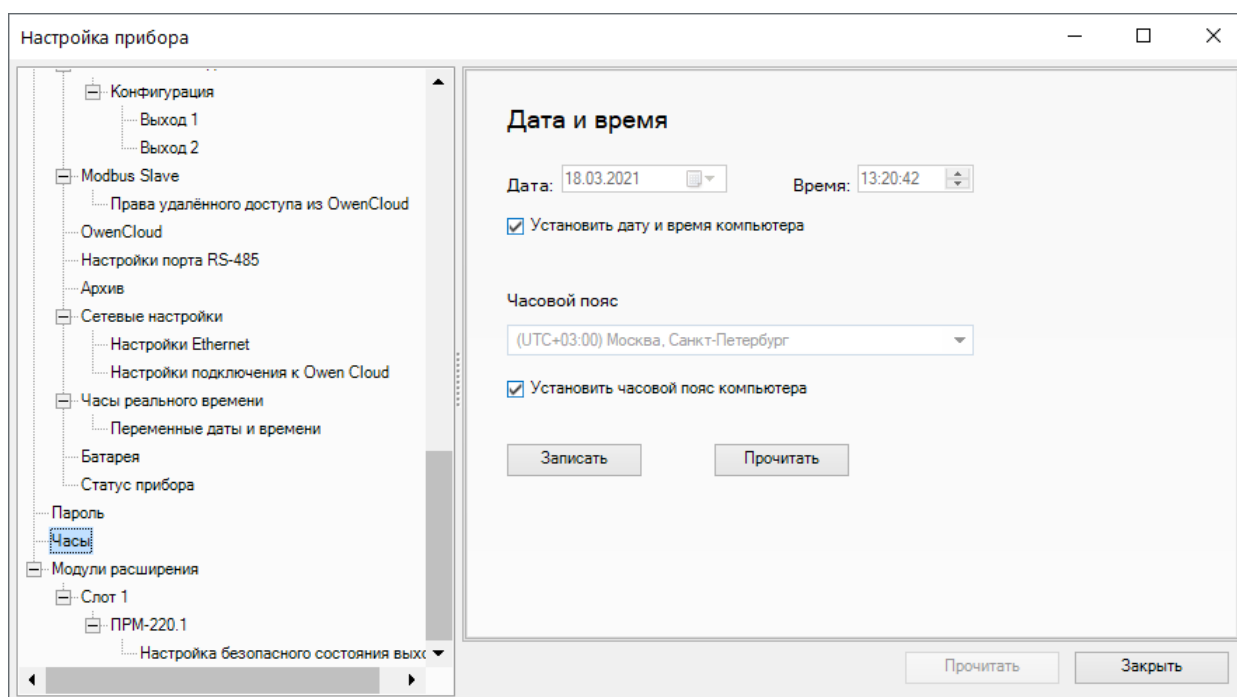 Настройка прибора
Конфигурация
Выход 1
Выход 2
Modbus Slave
Права удалённого доступа из OwenCloud
OwenCloud
Настройки порта RS-485
Архив
Сетевые настройки
Настройки Ethernet
Настройки подключения к Owen Cloud
Часы реального времени
Переменные даты и времени
Батарея
Статус прибора
Пароль
Часы
Модули расширения
Слот 1
ПРМ-220.1
Настройка безопасного состояния
Дата и время
Дата: 18.03.2021 Время: 13:20:42
Установить дату и время компьютера
Часовой пояс
(UTC+03:00) Москва, Санкт-Петербург
Установить часовой пояс компьютера
Записать Прочитать
Прочитать Закрыть